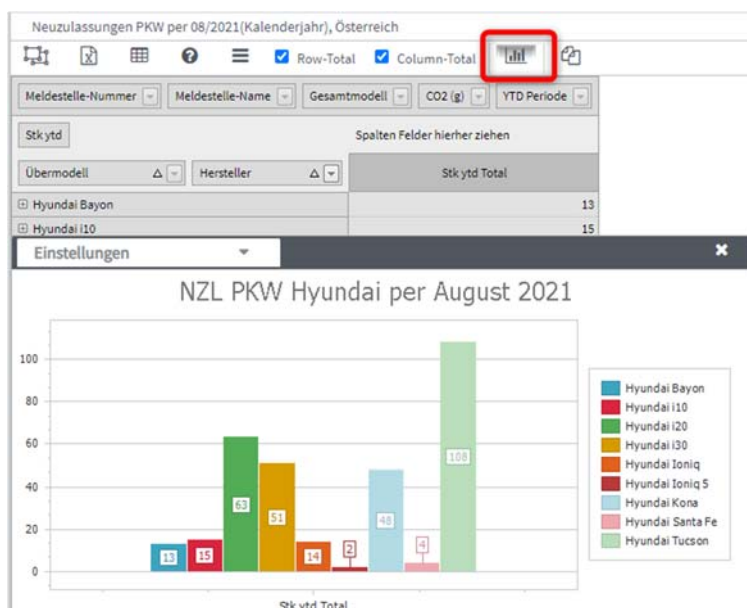 Neuzulassungen PKW per 08/2021(Kalenderjahr), Österreich
Row-Total Column-Total
Meldestelle-Nummer Meldestelle-Name Gesamtmodell CO2 (g) YTD Periode
Stk ytd Spalten Felder hierher ziehen
Übermodell Hersteller Stk ytd Total
Hyundai Bayon 13
Hyundai i10 15
Einstellungen
NZL PKW Hyundai per August 2021
100
80
60
40
20
0
13
15
63
51
14
2
48
4
108
Hyundai Bayon
Hyundai i10
Hyundai i20
Hyundai i30
Hyundai Ioniq
Hyundai Ioniq 5
Hyundai Kona
Hyundai Santa Fe
Hyundai Tucson
Stk ytd Total